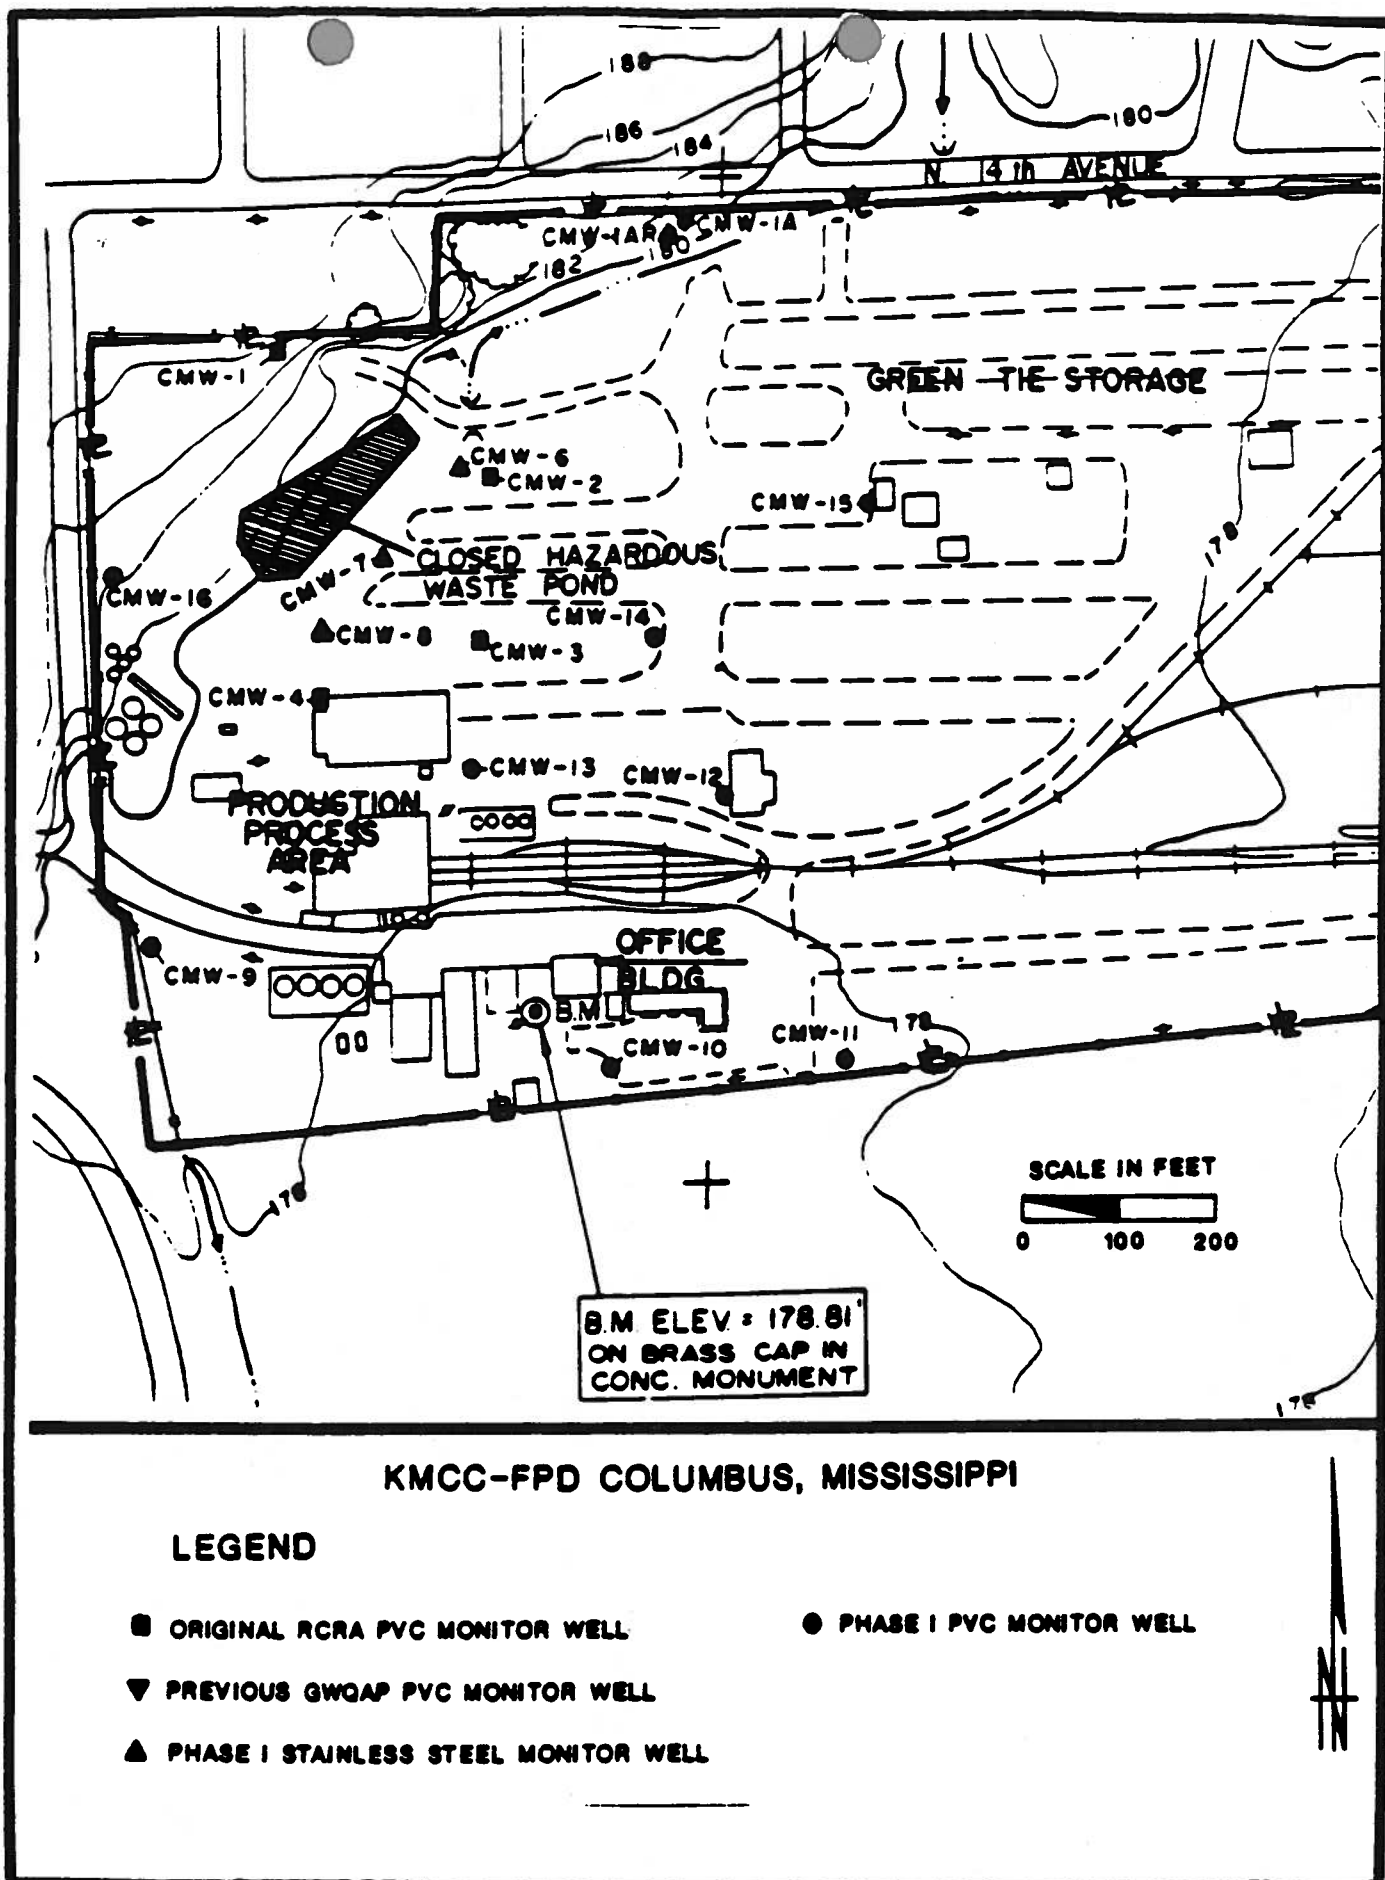 188
186
184
180
N. 14th AVENUE
CMW-1AR
CMW-1A
180
182
CMW-1
GREEN TIE STORAGE
CMW-6
CMW-2
CMW-15
178
CLOSED HAZARDOUS
WASTE POND
CMW-7
CMW-16
CMW-14
CMW-8
CMW-3
CMW-4
CMW-13
CMW-12
PRODUCTION
PROCESS
AREA
OFFICE
BLDG.
CMW-9
B.M.
178
CMW-11
CMW-10
SCALE IN FEET
0 100 200
B.M. ELEV. = 178.81'
ON BRASS CAP IN
CONC. MONUMENT
KMCC-FPD COLUMBUS, MISSISSIPPI
LEGEND
ORIGINAL RCRA PVC MONITOR WELL
PHASE I PVC MONITOR WELL
PREVIOUS GWQAP PVC MONITOR WELL
PHASE I STAINLESS STEEL MONITOR WELL
N